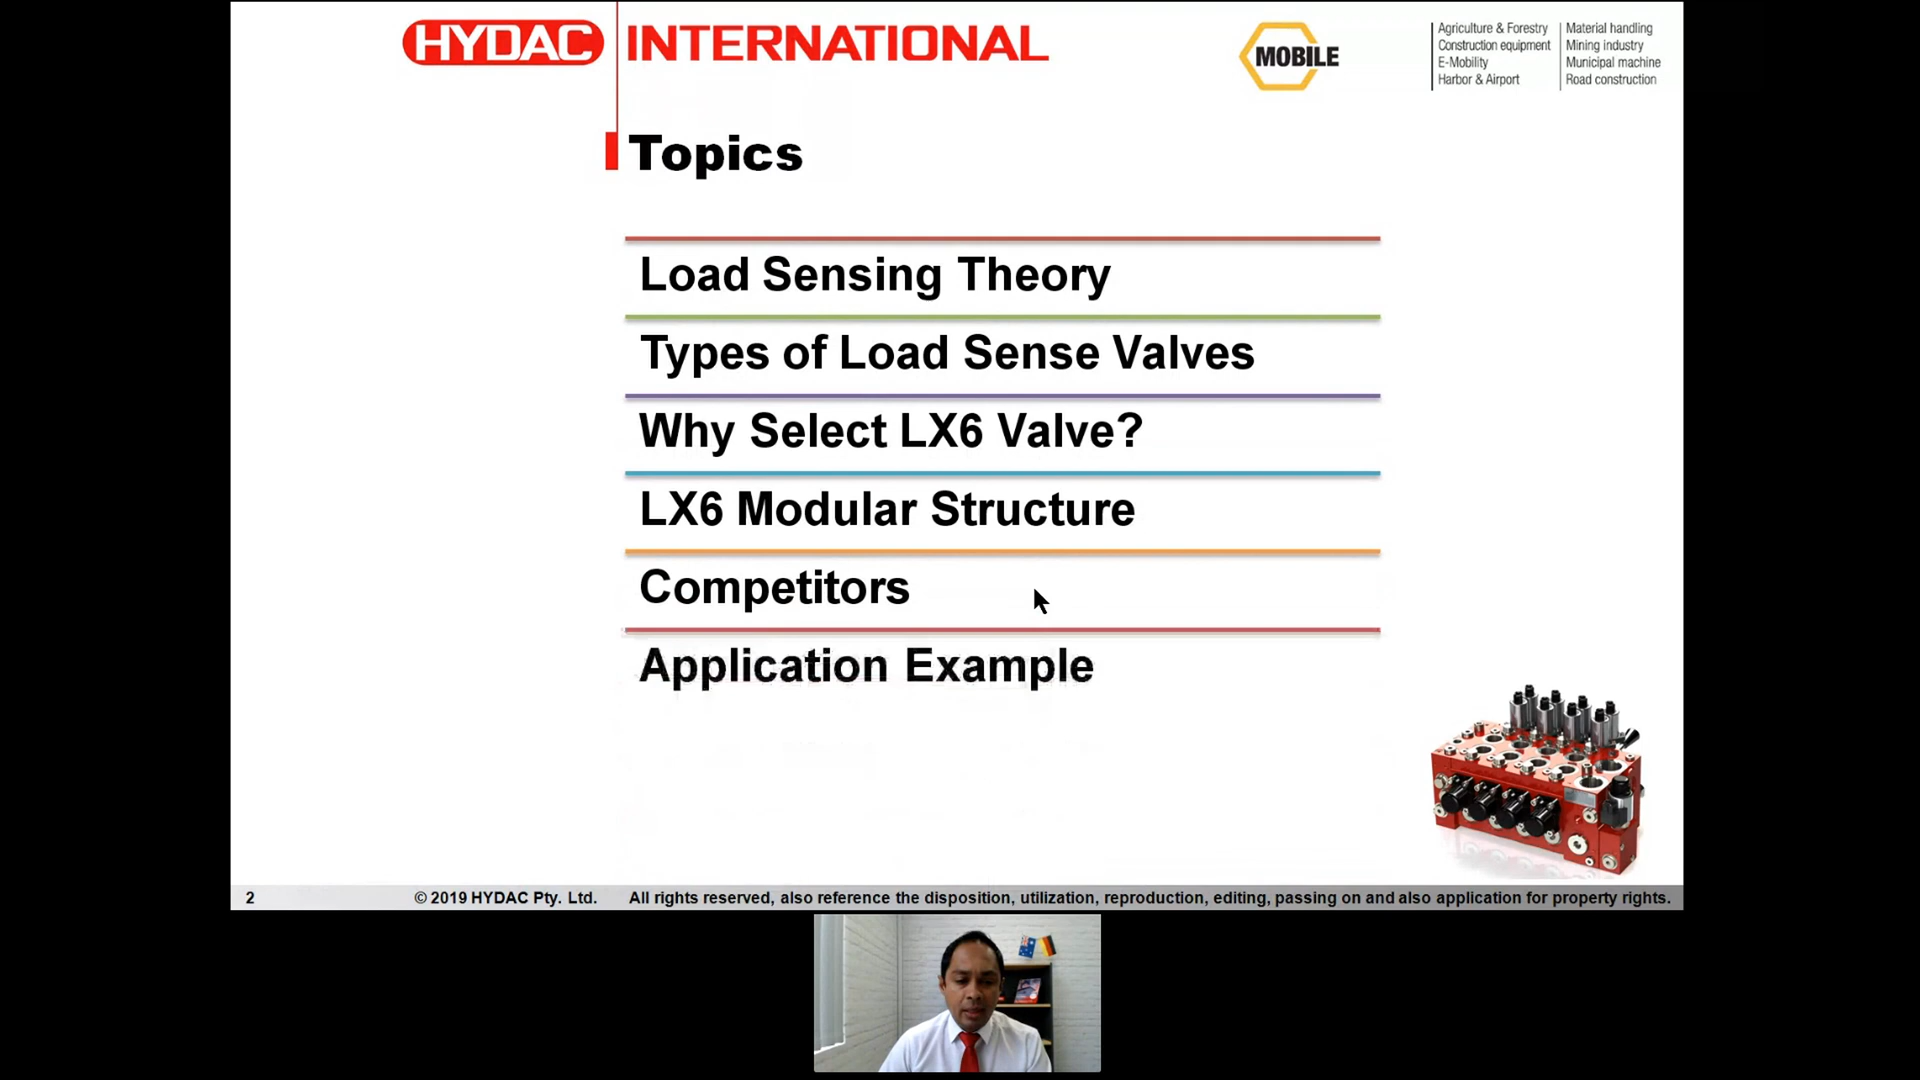 HYDAC INTERNATIONAL
MOBILE
Agriculture & Forestry
Construction equipment
E-Mobility
Harbor & Airport
Material handling
Mining industry
Municipal machine
Road construction
Topics
Load Sensing Theory
Types of Load Sense Valves
Why Select LX6 Valve?
LX6 Modular Structure
Competitors
Application Example
2 © 2019 HYDAC Pty. Ltd. All rights reserved, also reference the disposition, utilization, reproduction, editing, passing on and also application for property rights.